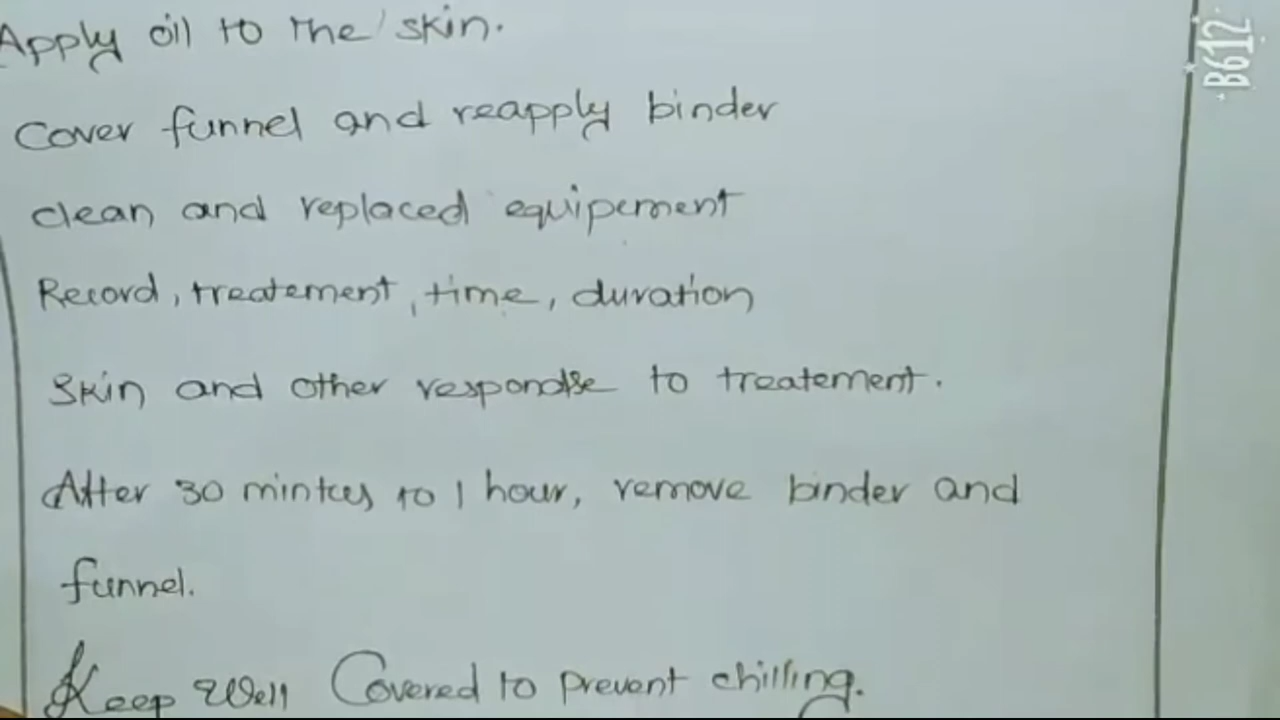 Apply oil to the skin.
Cover funnel and reapply binder
clean and replaced equipement
Record, treatement, time, duration
Skin and other respondse to treatement.
After 30 mintues to 1 hour, remove binder and
funnel.
Keep Well Covered to prevent chilling.
B612